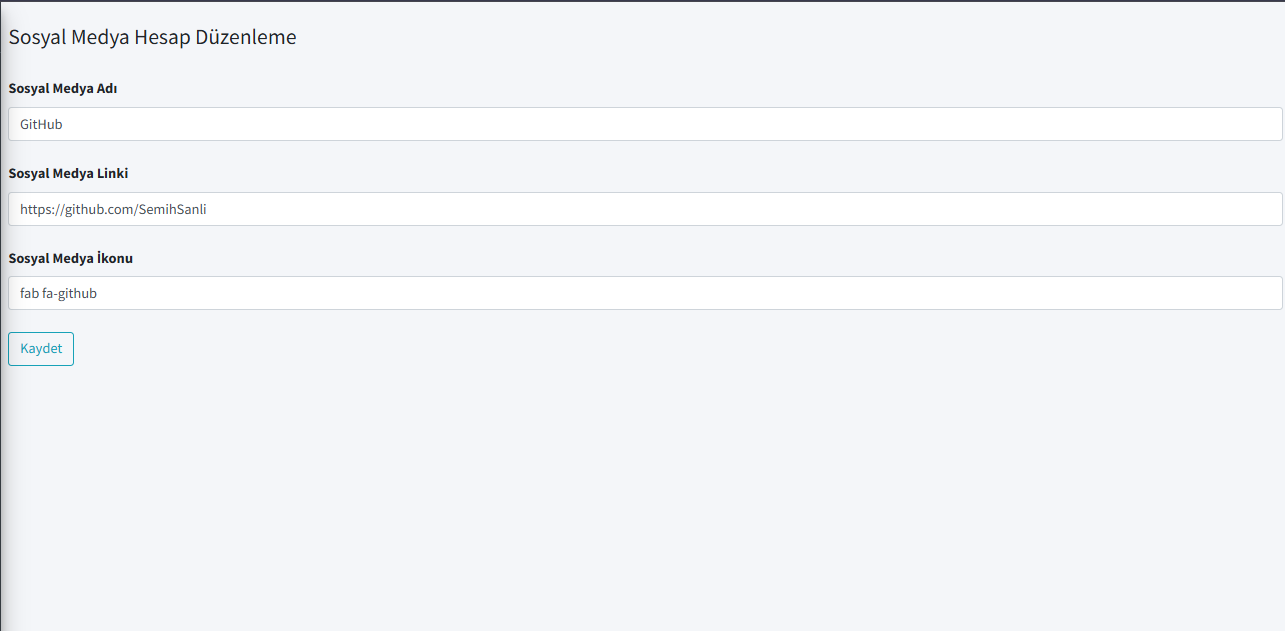 Sosyal Medya Hesap Düzenleme
Sosyal Medya Adı
GitHub
Sosyal Medya Linki
https://github.com/SemihSanli
Sosyal Medya İkonu
fab fa-github
Kaydet